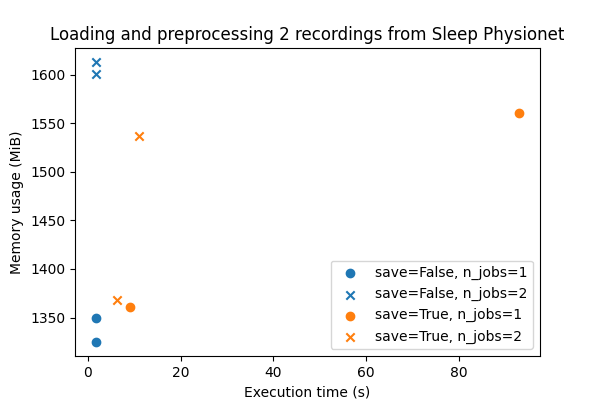 Loading and preprocessing 2 recordings from Sleep Physionet
1600
1550
1500
1450
1400
1350
Memory usage (MiB)
save=False, n_jobs=1
save=False, n_jobs=2
save=True, n_jobs=1
save=True, n_jobs=2
0 20 40 60 80
Execution time (s)